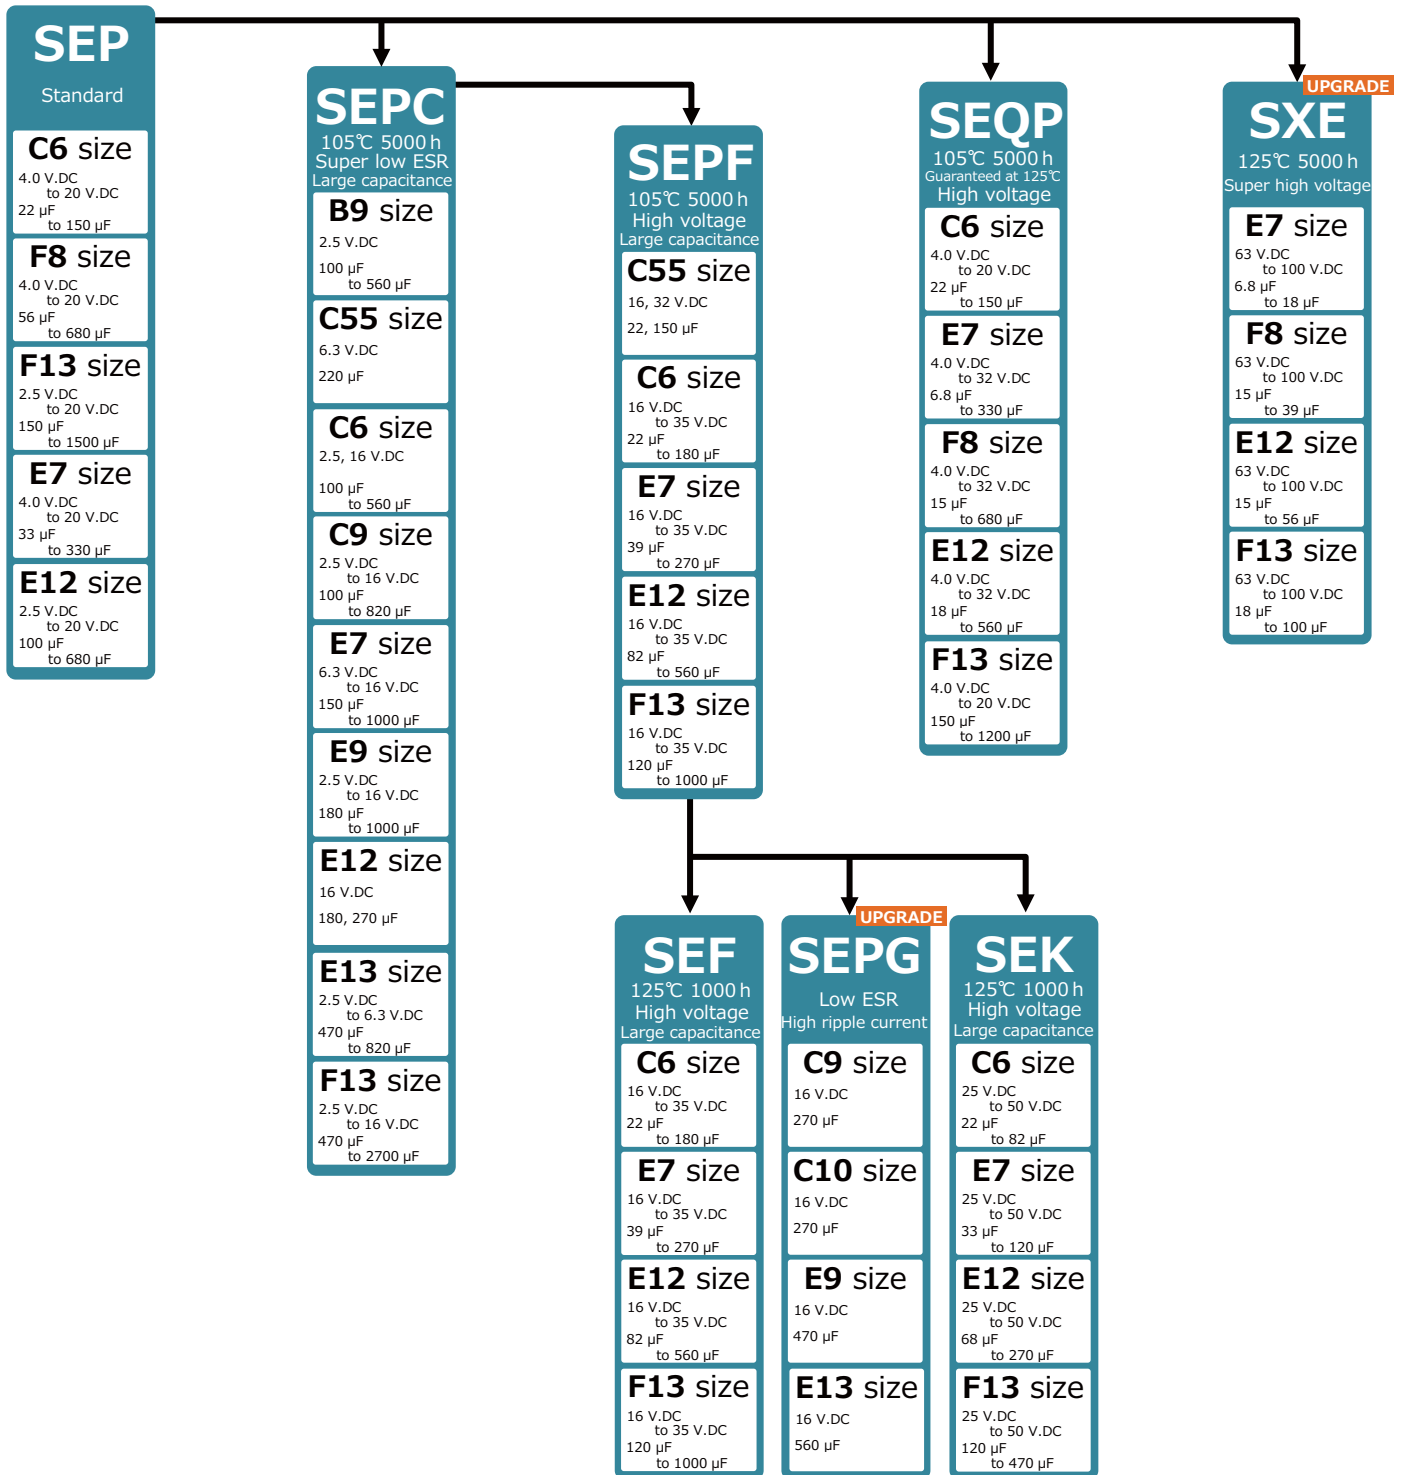 SEP
Standard
C6 size
4.0 V.DC
to 20 V.DC
22 µF
to 150 µF
F8 size
4.0 V.DC
to 20 V.DC
56 µF
to 680 µF
F13 size
2.5 V.DC
to 20 V.DC
150 µF
to 1500 µF
E7 size
4.0 V.DC
to 20 V.DC
33 µF
to 330 µF
E12 size
2.5 V.DC
to 20 V.DC
100 µF
to 680 µF
SEPC
105℃ 5000 h
Super low ESR
Large capacitance
B9 size
2.5 V.DC
100 µF
to 560 µF
C55 size
6.3 V.DC
220 µF
C6 size
2.5, 16 V.DC
100 µF
to 560 µF
C9 size
2.5 V.DC
to 16 V.DC
100 µF
to 820 µF
E7 size
6.3 V.DC
to 16 V.DC
150 µF
to 1000 µF
E9 size
2.5 V.DC
to 16 V.DC
180 µF
to 1000 µF
E12 size
16 V.DC
180, 270 µF
E13 size
2.5 V.DC
to 6.3 V.DC
470 µF
to 820 µF
F13 size
2.5 V.DC
to 16 V.DC
470 µF
to 2700 µF
SEPF
105℃ 5000 h
High voltage
Large capacitance
C55 size
16, 32 V.DC
22, 150 µF
C6 size
16 V.DC
to 35 V.DC
22 µF
to 180 µF
E7 size
16 V.DC
to 35 V.DC
39 µF
to 270 µF
E12 size
16 V.DC
to 35 V.DC
82 µF
to 560 µF
F13 size
16 V.DC
to 35 V.DC
120 µF
to 1000 µF
SEQP
105℃ 5000 h
Guaranteed at 125℃
High voltage
C6 size
4.0 V.DC
to 20 V.DC
22 µF
to 150 µF
E7 size
4.0 V.DC
to 32 V.DC
6.8 µF
to 330 µF
F8 size
4.0 V.DC
to 32 V.DC
15 µF
to 680 µF
E12 size
4.0 V.DC
to 32 V.DC
18 µF
to 560 µF
F13 size
4.0 V.DC
to 20 V.DC
150 µF
to 1200 µF
UPGRADE
SXE
125℃ 5000 h
Super high voltage
E7 size
63 V.DC
to 100 V.DC
6.8 µF
to 18 µF
F8 size
63 V.DC
to 100 V.DC
15 µF
to 39 µF
E12 size
63 V.DC
to 100 V.DC
15 µF
to 56 µF
F13 size
63 V.DC
to 100 V.DC
18 µF
to 100 µF
SEF
125℃ 1000 h
High voltage
Large capacitance
C6 size
16 V.DC
to 35 V.DC
22 µF
to 180 µF
E7 size
16 V.DC
to 35 V.DC
39 µF
to 270 µF
E12 size
16 V.DC
to 35 V.DC
82 µF
to 560 µF
F13 size
16 V.DC
to 35 V.DC
120 µF
to 1000 µF
UPGRADE
SEPG
Low ESR
High ripple current
C9 size
16 V.DC
270 µF
C10 size
16 V.DC
270 µF
E9 size
16 V.DC
470 µF
E13 size
16 V.DC
560 µF
SEK
125℃ 1000 h
High voltage
Large capacitance
C6 size
25 V.DC
to 50 V.DC
22 µF
to 82 µF
E7 size
25 V.DC
to 50 V.DC
33 µF
to 120 µF
E12 size
25 V.DC
to 50 V.DC
68 µF
to 270 µF
F13 size
25 V.DC
to 50 V.DC
120 µF
to 470 µF